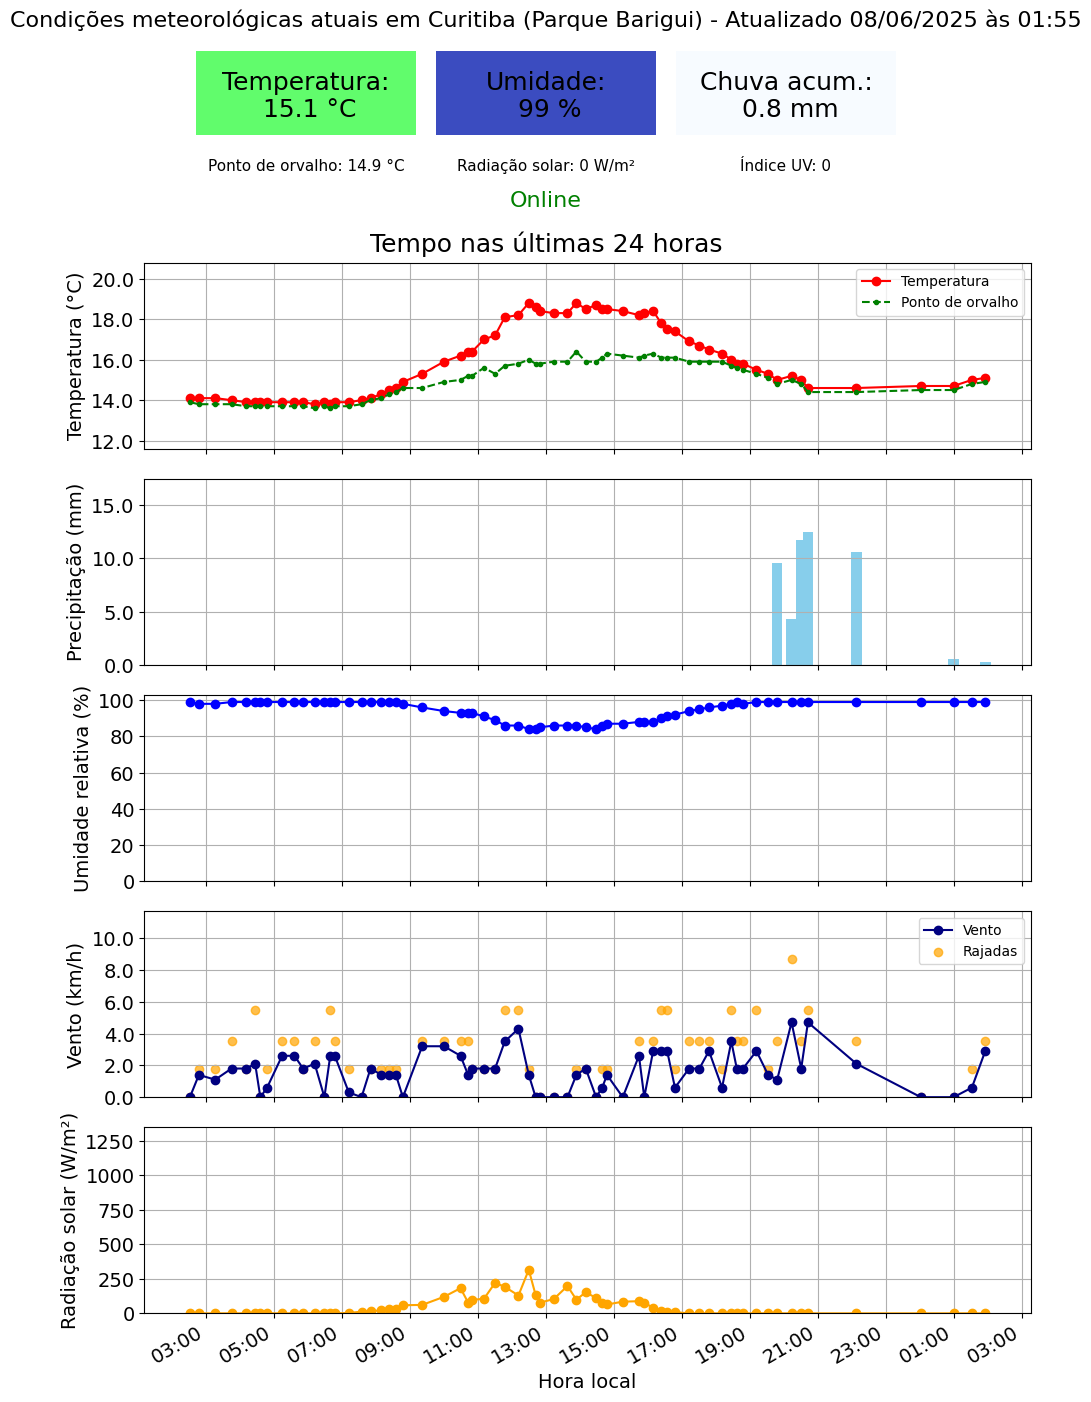 Condições meteorológicas atuais em Curitiba (Parque Barigui) - Atualizado 08/06/2025 às 01:55
Temperatura:
15.1 °C
Umidade:
99 %
Chuva acum.:
0.8 mm
Ponto de orvalho: 14.9 °C
Radiação solar: 0 W/m²
Índice UV: 0
Online
Tempo nas últimas 24 horas
Temperatura (°C)
20.0
18.0
16.0
14.0
12.0
Temperatura
Ponto de orvalho
Precipitação (mm)
15.0
10.0
5.0
0.0
Umidade relativa (%)
100
80
60
40
20
0
Vento (km/h)
10.0
8.0
6.0
4.0
2.0
0.0
Vento
Rajadas
Radiação solar (W/m²)
1250
1000
750
500
250
0
03:00
05:00
07:00
09:00
11:00
13:00
15:00
17:00
19:00
21:00
23:00
01:00
03:00
Hora local